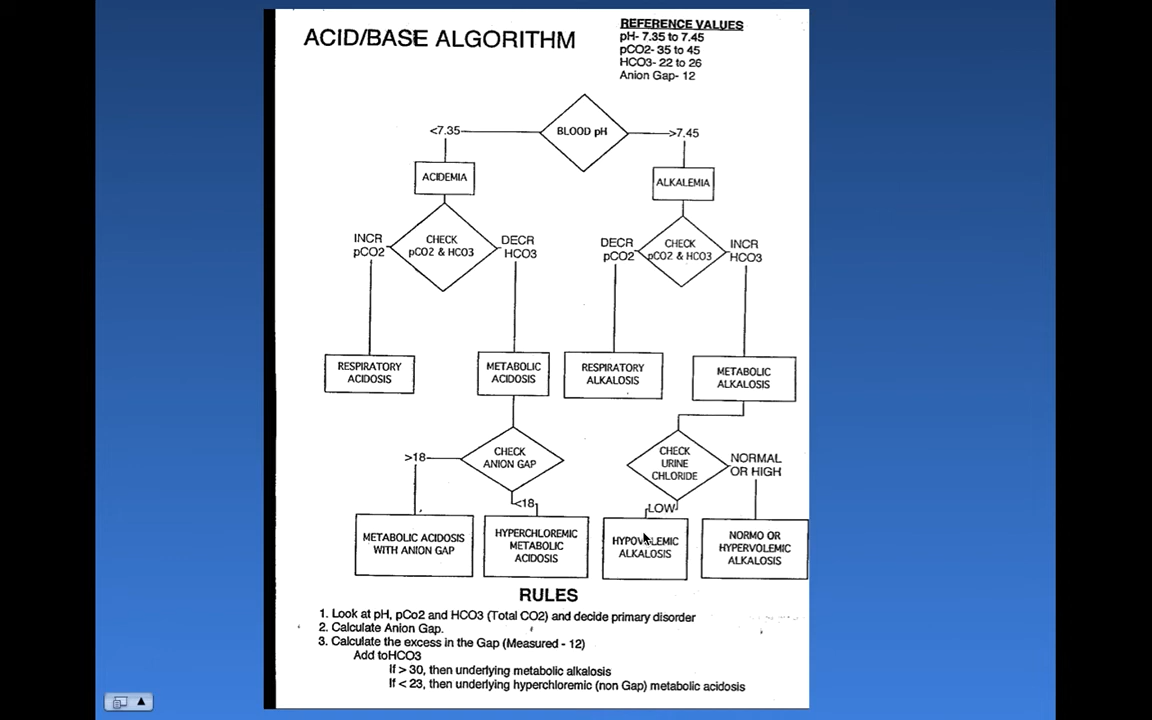 ACID/BASE ALGORITHM
REFERENCE VALUES
pH- 7.35 to 7.45
pCO2- 35 to 45
HCO3- 22 to 26
Anion Gap- 12
<7.35
BLOOD pH
>7.45
ACIDEMIA
ALKALEMIA
INCR
pCO2
CHECK
pCO2 & HCO3
DECR
HCO3
DECR
pCO2
CHECK
pCO2 & HCO3
INCR
HCO3
RESPIRATORY
ACIDOSIS
METABOLIC
ACIDOSIS
RESPIRATORY
ALKALOSIS
METABOLIC
ALKALOSIS
>18
CHECK
ANION GAP
<18
CHECK
URINE
CHLORIDE
NORMAL
OR HIGH
LOW
METABOLIC ACIDOSIS
WITH ANION GAP
HYPERCHLOREMIC
METABOLIC
ACIDOSIS
HYPOVOLEMIC
ALKALOSIS
NORMO OR
HYPERVOLEMIC
ALKALOSIS
RULES
1. Look at pH, pCo2 and HCO3 (Total CO2) and decide primary disorder
2. Calculate Anion Gap.
3. Calculate the excess in the Gap (Measured - 12)
Add toHCO3
If > 30, then underlying metabolic alkalosis
If < 23, then underlying hyperchloremic (non Gap) metabolic acidosis